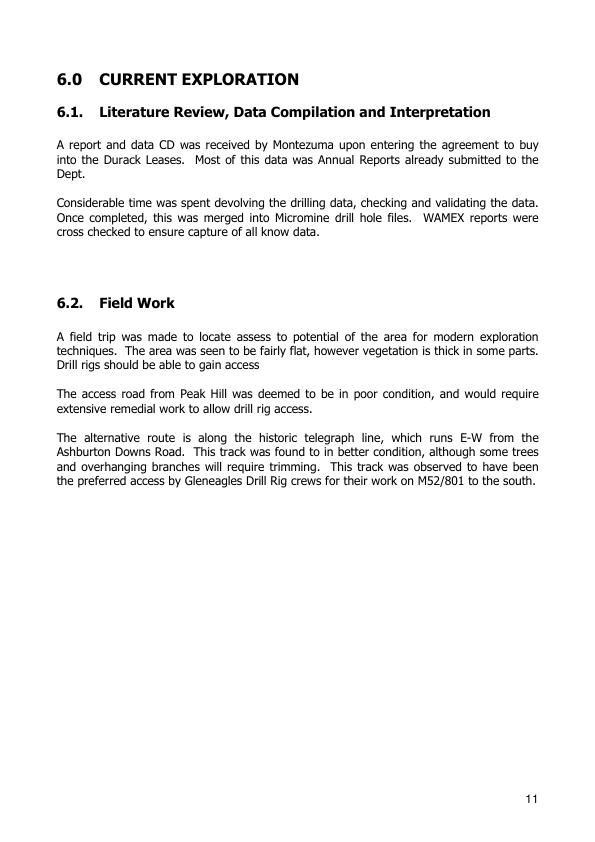 6.0 CURRENT EXPLORATION
6.1. Literature Review, Data Compilation and Interpretation
A report and data CD was received by Montezuma upon entering the agreement to buy
into the Durack Leases. Most of this data was Annual Reports already submitted to the
Dept.
Considerable time was spent devolving the drilling data, checking and validating the data.
Once completed, this was merged into Micromine drill hole files. WAMEX reports were
cross checked to ensure capture of all know data.
6.2. Field Work
A field trip was made to locate assess to potential of the area for modern exploration
techniques. The area was seen to be fairly flat, however vegetation is thick in some parts.
Drill rigs should be able to gain access
The access road from Peak Hill was deemed to be in poor condition, and would require
extensive remedial work to allow drill rig access.
The alternative route is along the historic telegraph line, which runs E-W from the
Ashburton Downs Road. This track was found to in better condition, although some trees
and overhanging branches will require trimming. This track was observed to have been
the preferred access by Gleneagles Drill Rig crews for their work on M52/801 to the south.
11